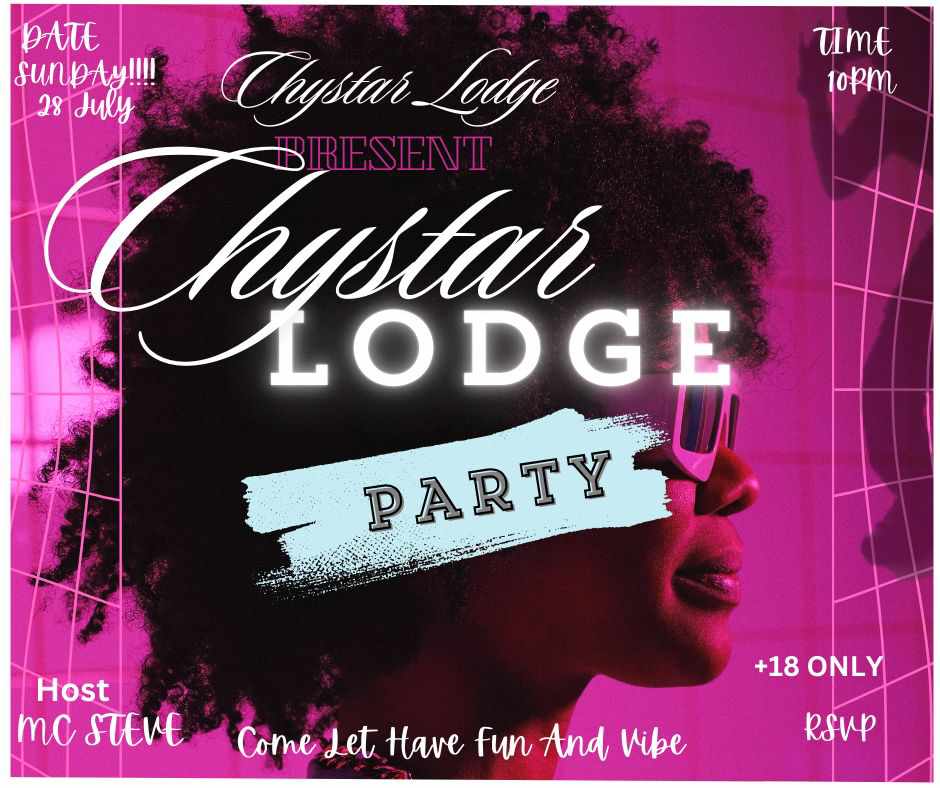 DATE
SUNDAy!!!!
28 July
TIME
10PM
Chystar Lodge
PRESENT
Chystar
LODGE
PARTY
+18 ONLY
Host
MC STEVE
Come Let Have Fun And Vibe
RSVP